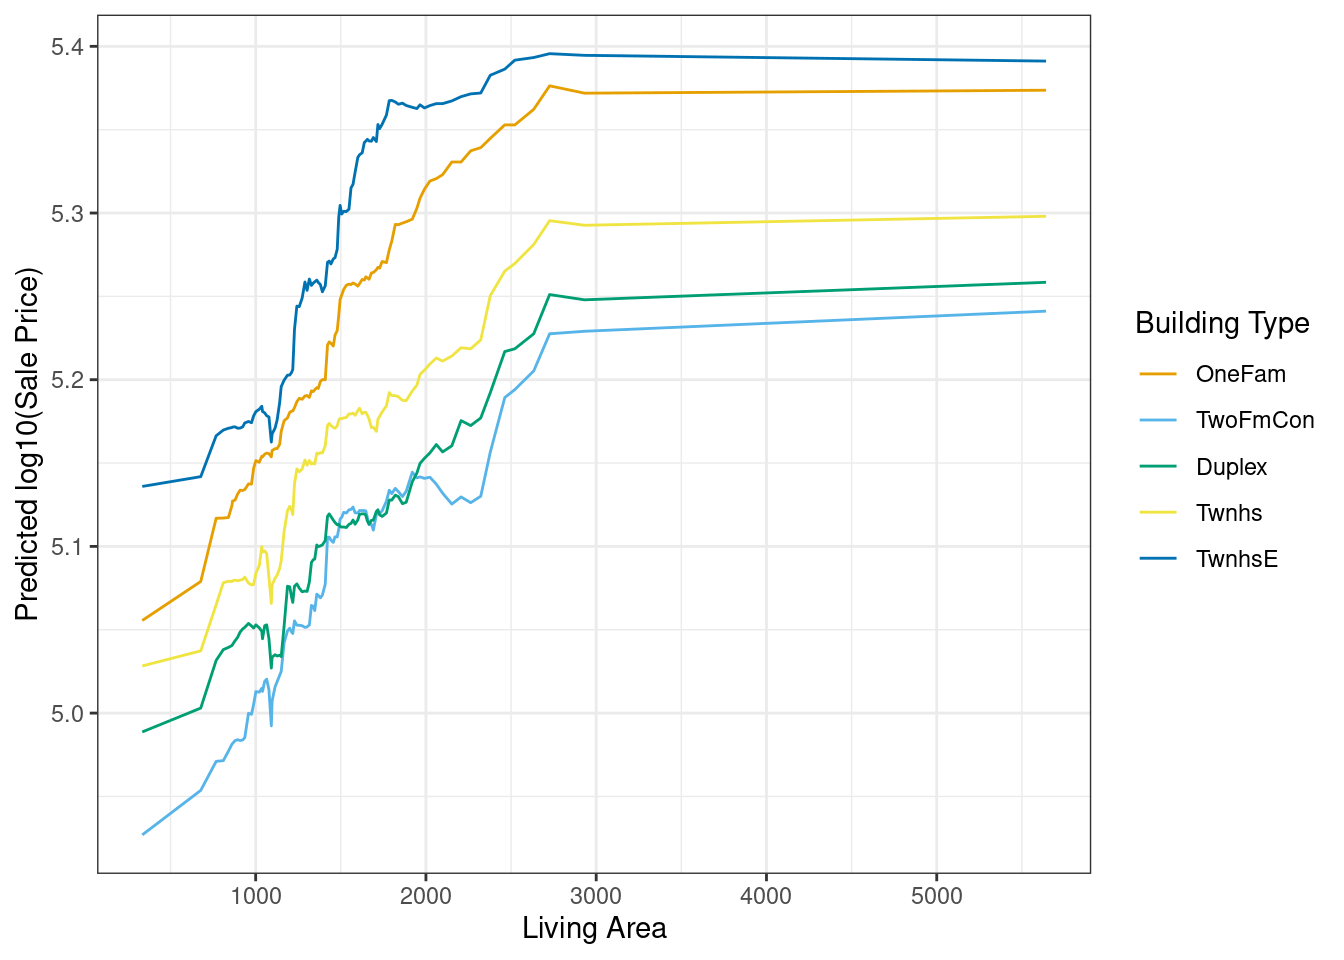 5.4
5.3
5.2
5.1
5.0
Predicted log10(Sale Price)
1000 2000 3000 4000 5000
Living Area
Building Type
OneFam
TwoFmCon
Duplex
Twnhs
TwnhsE